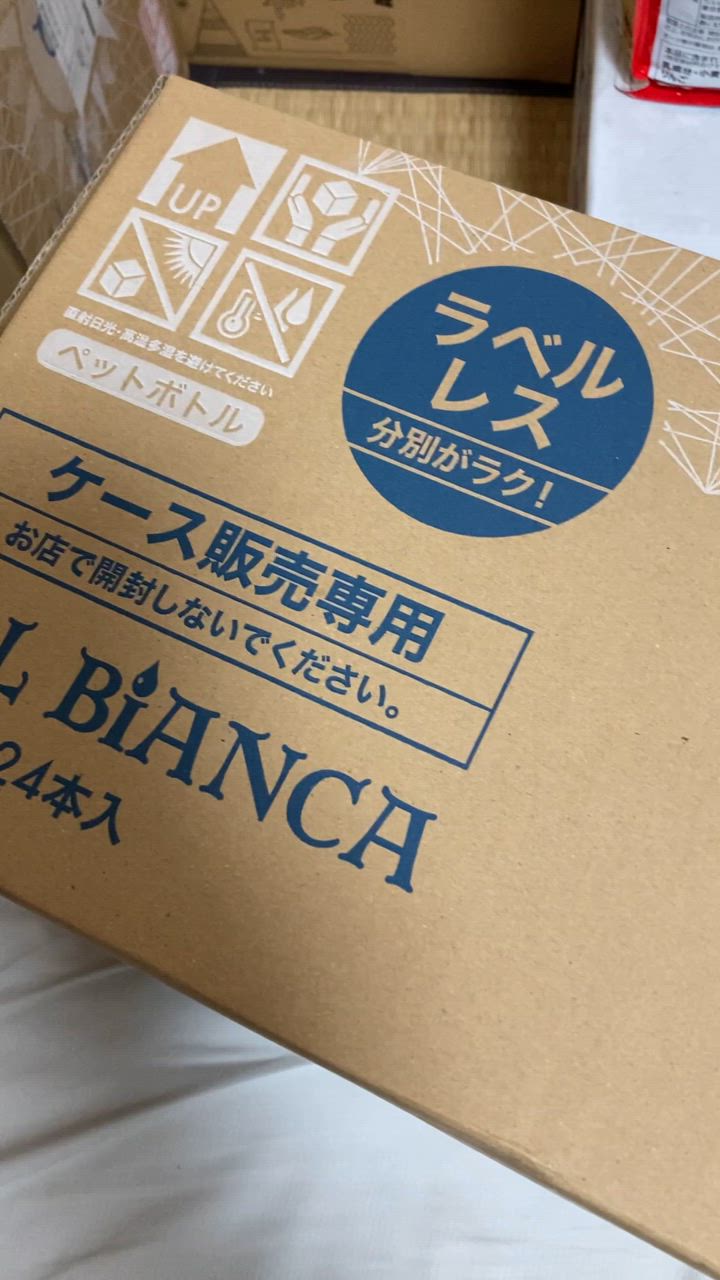 UP
直射日光・高温多湿を避けてください
ペットボトル
ラベル
レス
分別がラク!
ケース販売専用
お店で開封しないでください。
L BiANCA
24本入